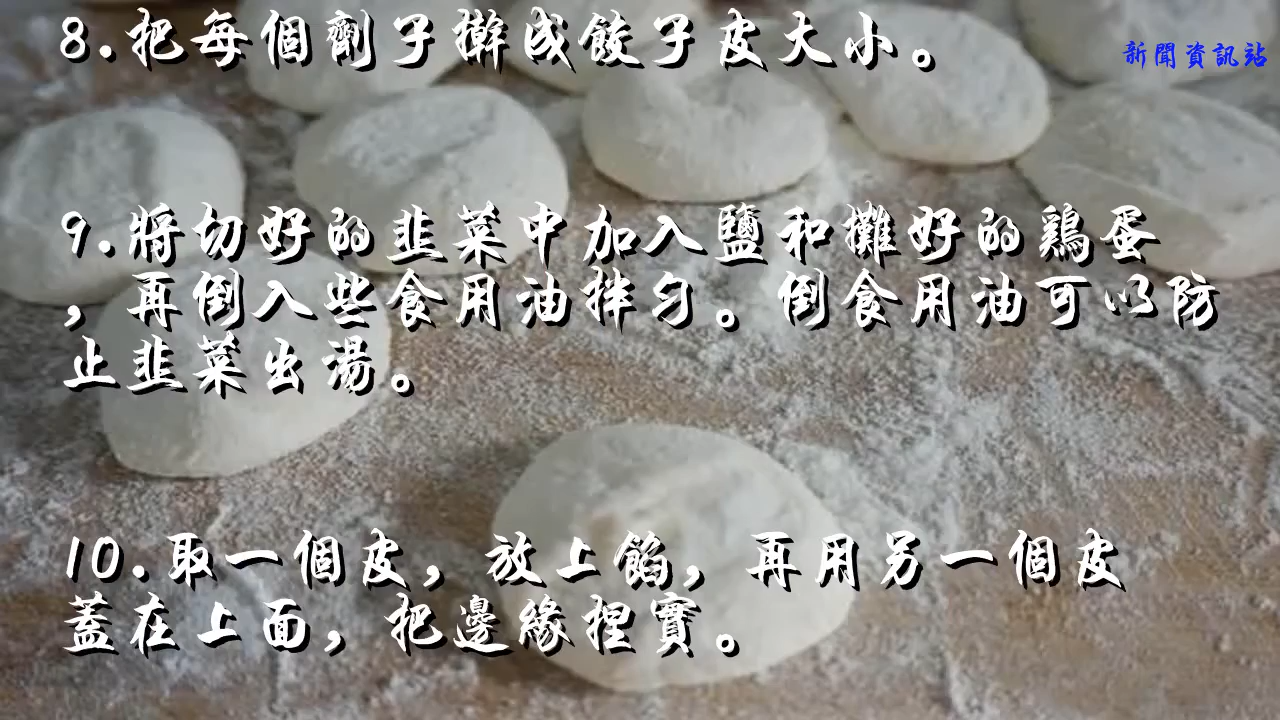 8.把每個劑子擀成餃子皮大小。
新聞資訊站
9.將切好的韭菜中加入鹽和攤好的鷄蛋
，再倒入些食用油拌勻。倒食用油可以防
止韭菜出湯。
10.取一個皮，放上餡，再用另一個皮
蓋在上面，把邊緣捏實。